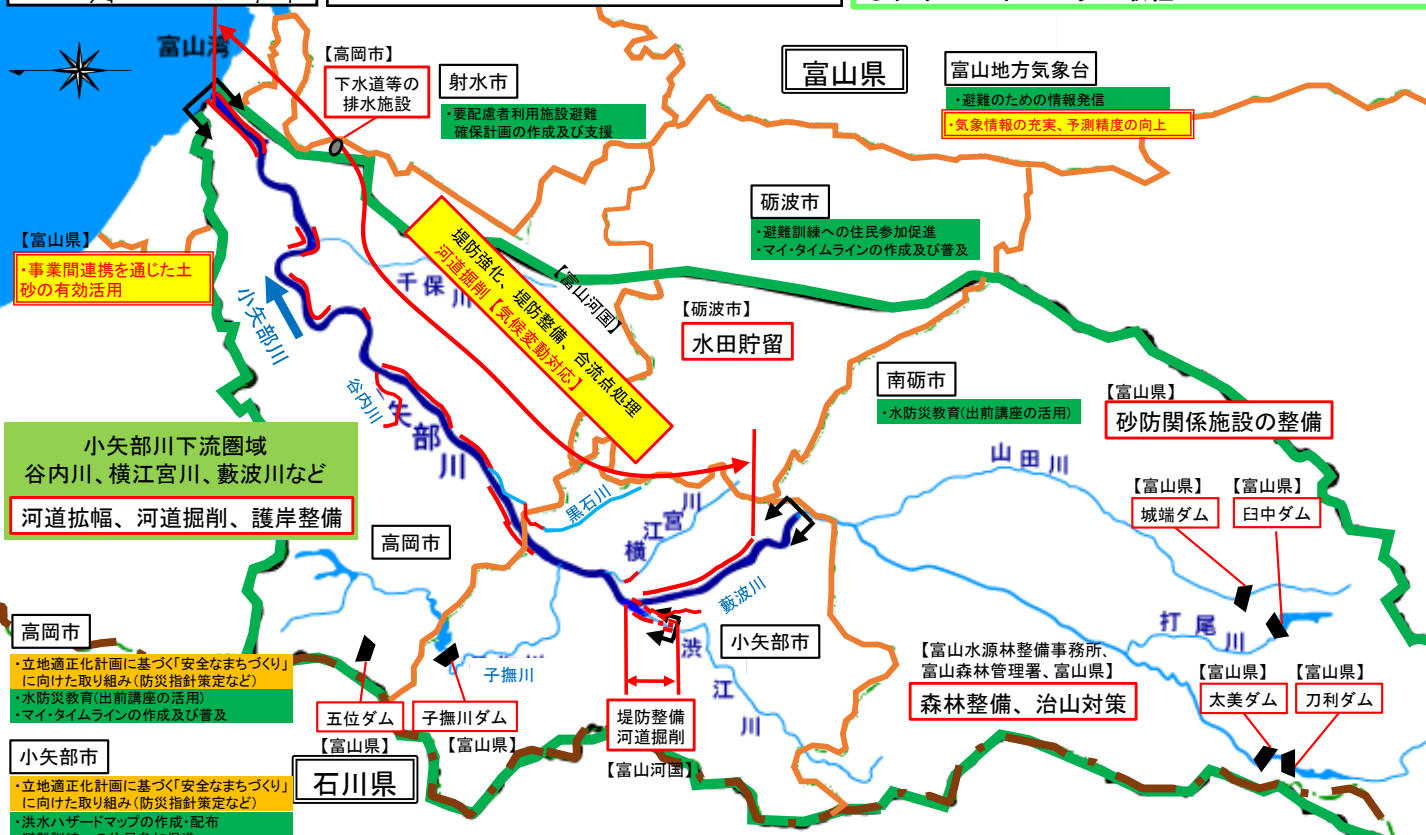 富山湾
【高岡市】
下水道等の
排水施設
射水市
・要配慮者利用施設避難
確保計画の作成及び支援
富山県
富山地方気象台
・避難のための情報発信
・気象情報の充実、予測精度の向上
砺波市
・避難訓練への住民参加促進
・マイ・タイムラインの作成及び普及
【富山県】
・事業間連携を通じた土
砂の有効活用
小矢部川
千保川
堤防強化、堤防整備、合流点処理
河道掘削【気候変動対応】
【富山河国】
【砺波市】
水田貯留
南砺市
・水防災教育(出前講座の活用)
【富山県】
砂防関係施設の整備
谷内川
矢部川
小矢部川下流圏域
谷内川、横江宮川、藪波川など
河道拡幅、河道掘削、護岸整備
山田川
【富山県】
城端ダム
【富山県】
臼中ダム
黒石川
横江宮川
高岡市
藪波川
打尾川
高岡市
・立地適正化計画に基づく「安全なまちづくり」
に向けた取り組み(防災指針策定など)
・水防災教育(出前講座の活用)
・マイ・タイムラインの作成及び普及
子撫川
渋江川
小矢部市
【富山水源林整備事務所、
富山森林管理署、富山県】
森林整備、治山対策
【富山県】
太美ダム
【富山県】
刀利ダム
五位ダム
【富山県】
子撫川ダム
【富山県】
堤防整備
河道掘削
【富山河国】
小矢部市
・立地適正化計画に基づく「安全なまちづくり」
に向けた取り組み(防災指針策定など)
・洪水ハザードマップの作成・配布
石川県